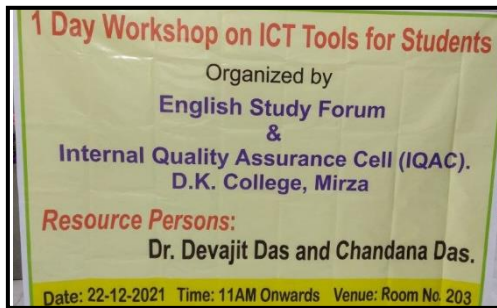 1 Day Workshop on ICT Tools for Students
Organized by
English Study Forum
&
Internal Quality Assurance Cell (IQAC).
D.K. College, Mirza
Resource Persons:
Dr. Devajit Das and Chandana Das.
Date: 22-12-2021 Time: 11AM Onwards Venue: Room No. 203